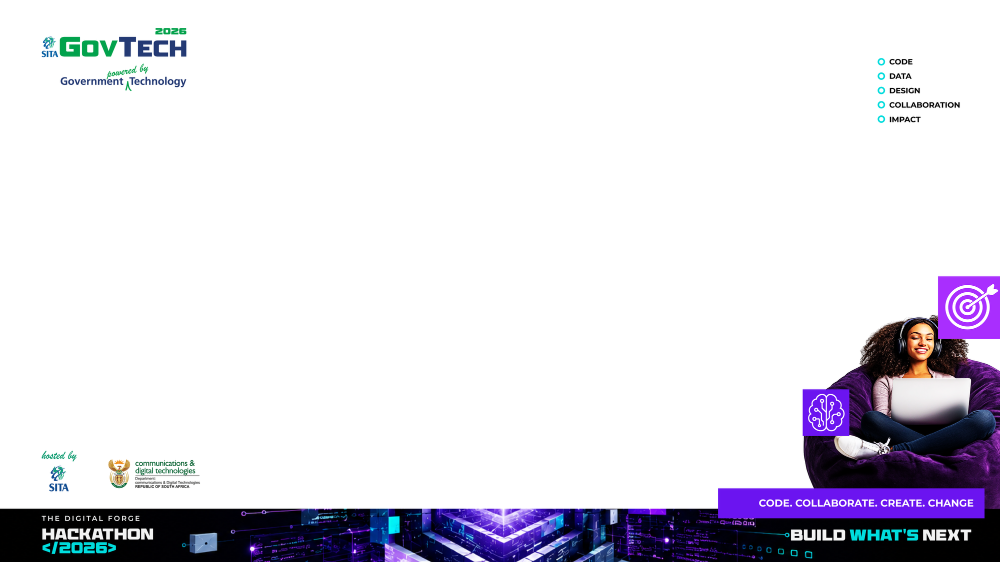 2026
SITA GOVTECH
powered by
Government Technology
CODE
DATA
DESIGN
COLLABORATION
IMPACT
hosted by
SITA
communications &
digital technologies
Department:
communications & Digital Technologies
REPUBLIC OF SOUTH AFRICA
CODE. COLLABORATE. CREATE. CHANGE
THE DIGITAL FORGE
HACKATHON
</2026>
BUILD WHAT'S NEXT